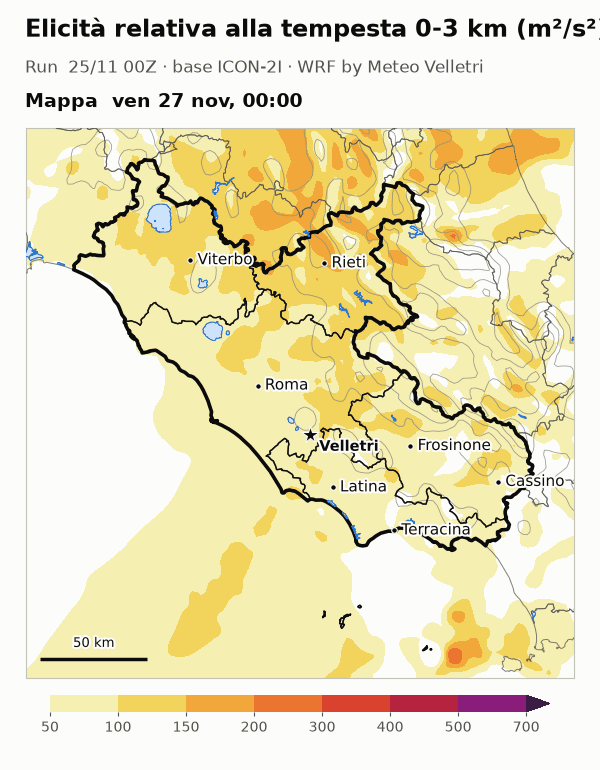 Elicità relativa alla tempesta 0-3 km (m²/s²)
Run  25/11 00Z · base ICON-2I · WRF by Meteo Velletri
Mappa  ven 27 nov, 00:00
Viterbo
Rieti
Roma
Velletri
Frosinone
Latina
Cassino
Terracina
50 km
50 100 150 200 300 400 500 700